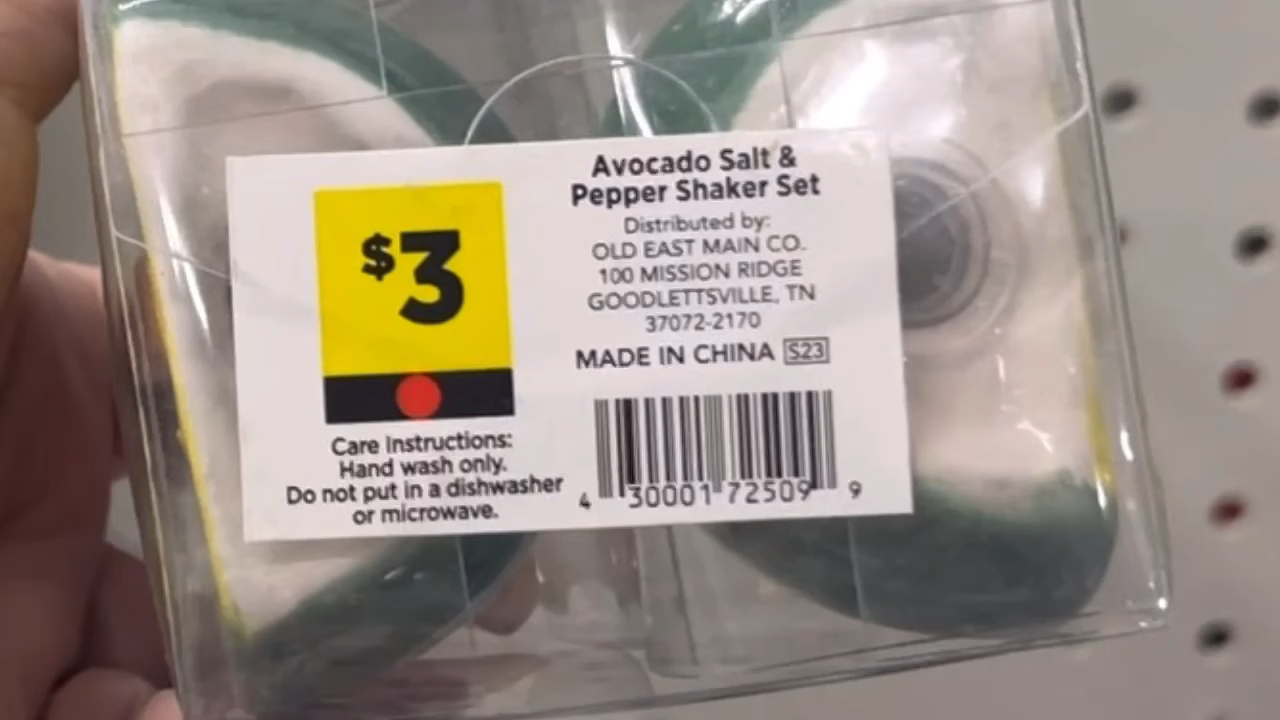 $3
Care Instructions:
Hand wash only.
Do not put in a dishwasher
or microwave.
Avocado Salt &
Pepper Shaker Set
Distributed by:
OLD EAST MAIN CO.
100 MISSION RIDGE
GOODLETTSVILLE, TN
37072-2170
MADE IN CHINA S23
4 30001 72509 9